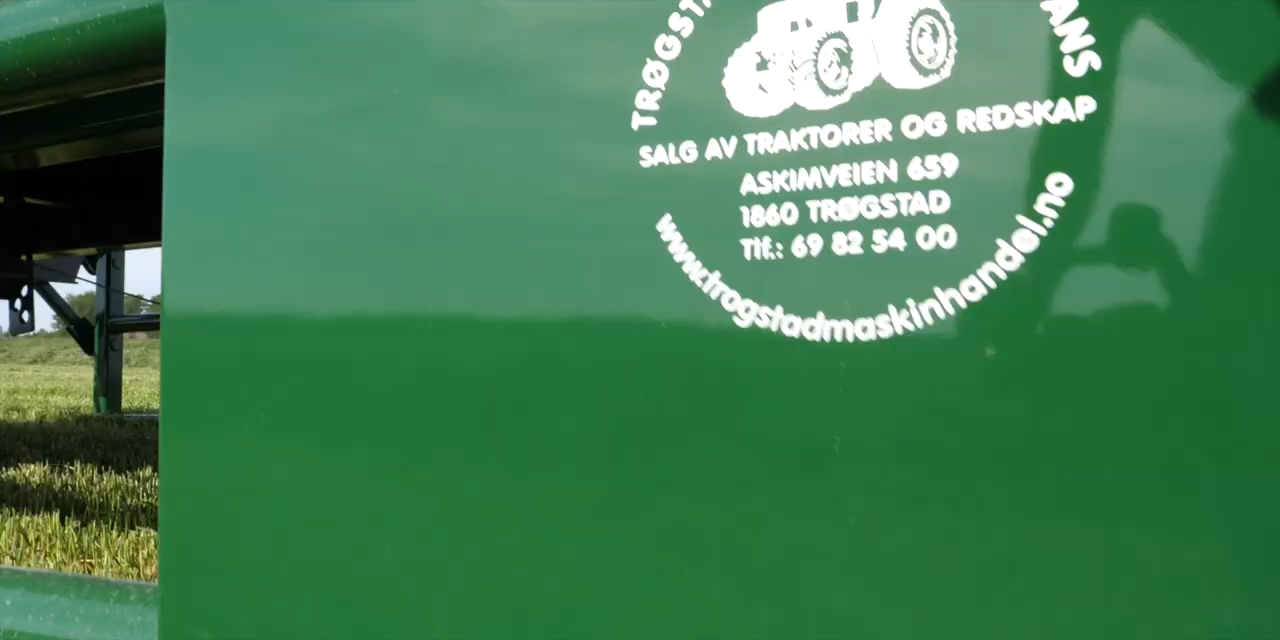 SALG AV TRAKTORER OG REDSKAP
ASKIMVEIEN 659
1860 TRØGSTAD
Tlf.: 69 82 54 00
www.trogstadmaskinhandel.no